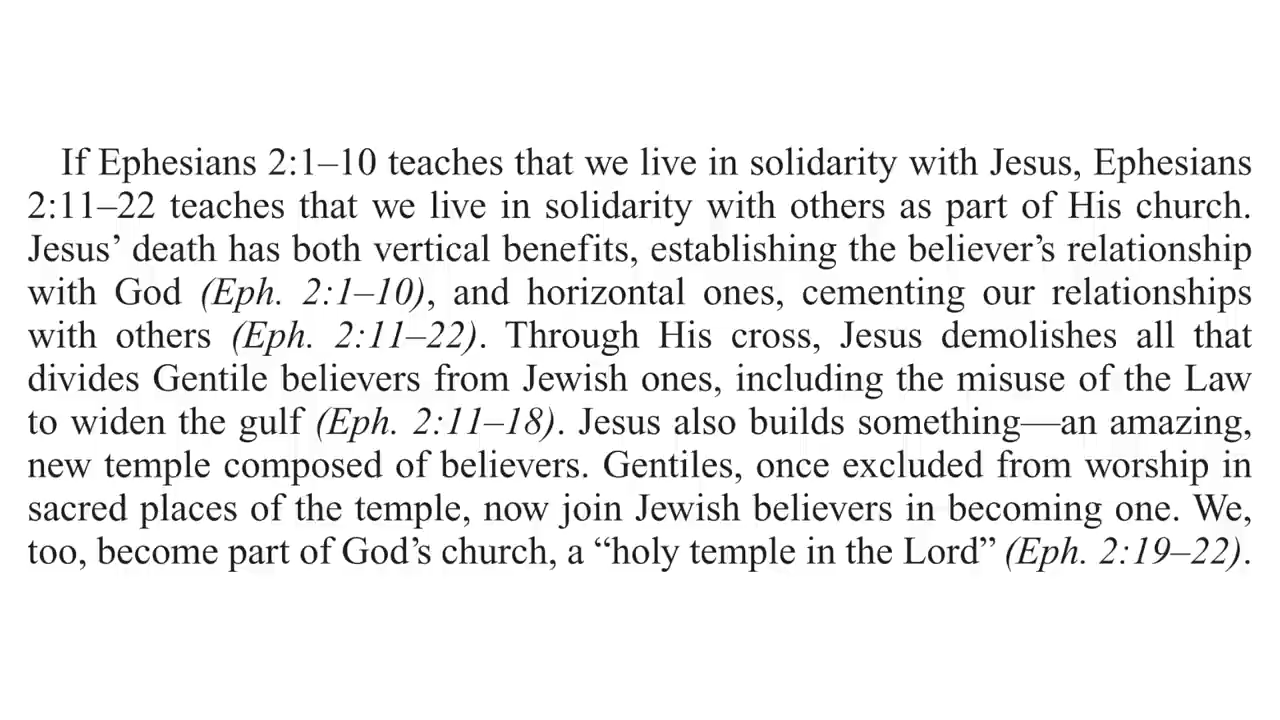 If Ephesians 2:1–10 teaches that we live in solidarity with Jesus, Ephesians
2:11–22 teaches that we live in solidarity with others as part of His church.
Jesus’ death has both vertical benefits, establishing the believer’s relationship
with God (Eph. 2:1–10), and horizontal ones, cementing our relationships
with others (Eph. 2:11–22). Through His cross, Jesus demolishes all that
divides Gentile believers from Jewish ones, including the misuse of the Law
to widen the gulf (Eph. 2:11–18). Jesus also builds something—an amazing,
new temple composed of believers. Gentiles, once excluded from worship in
sacred places of the temple, now join Jewish believers in becoming one. We,
too, become part of God’s church, a “holy temple in the Lord” (Eph. 2:19–22).